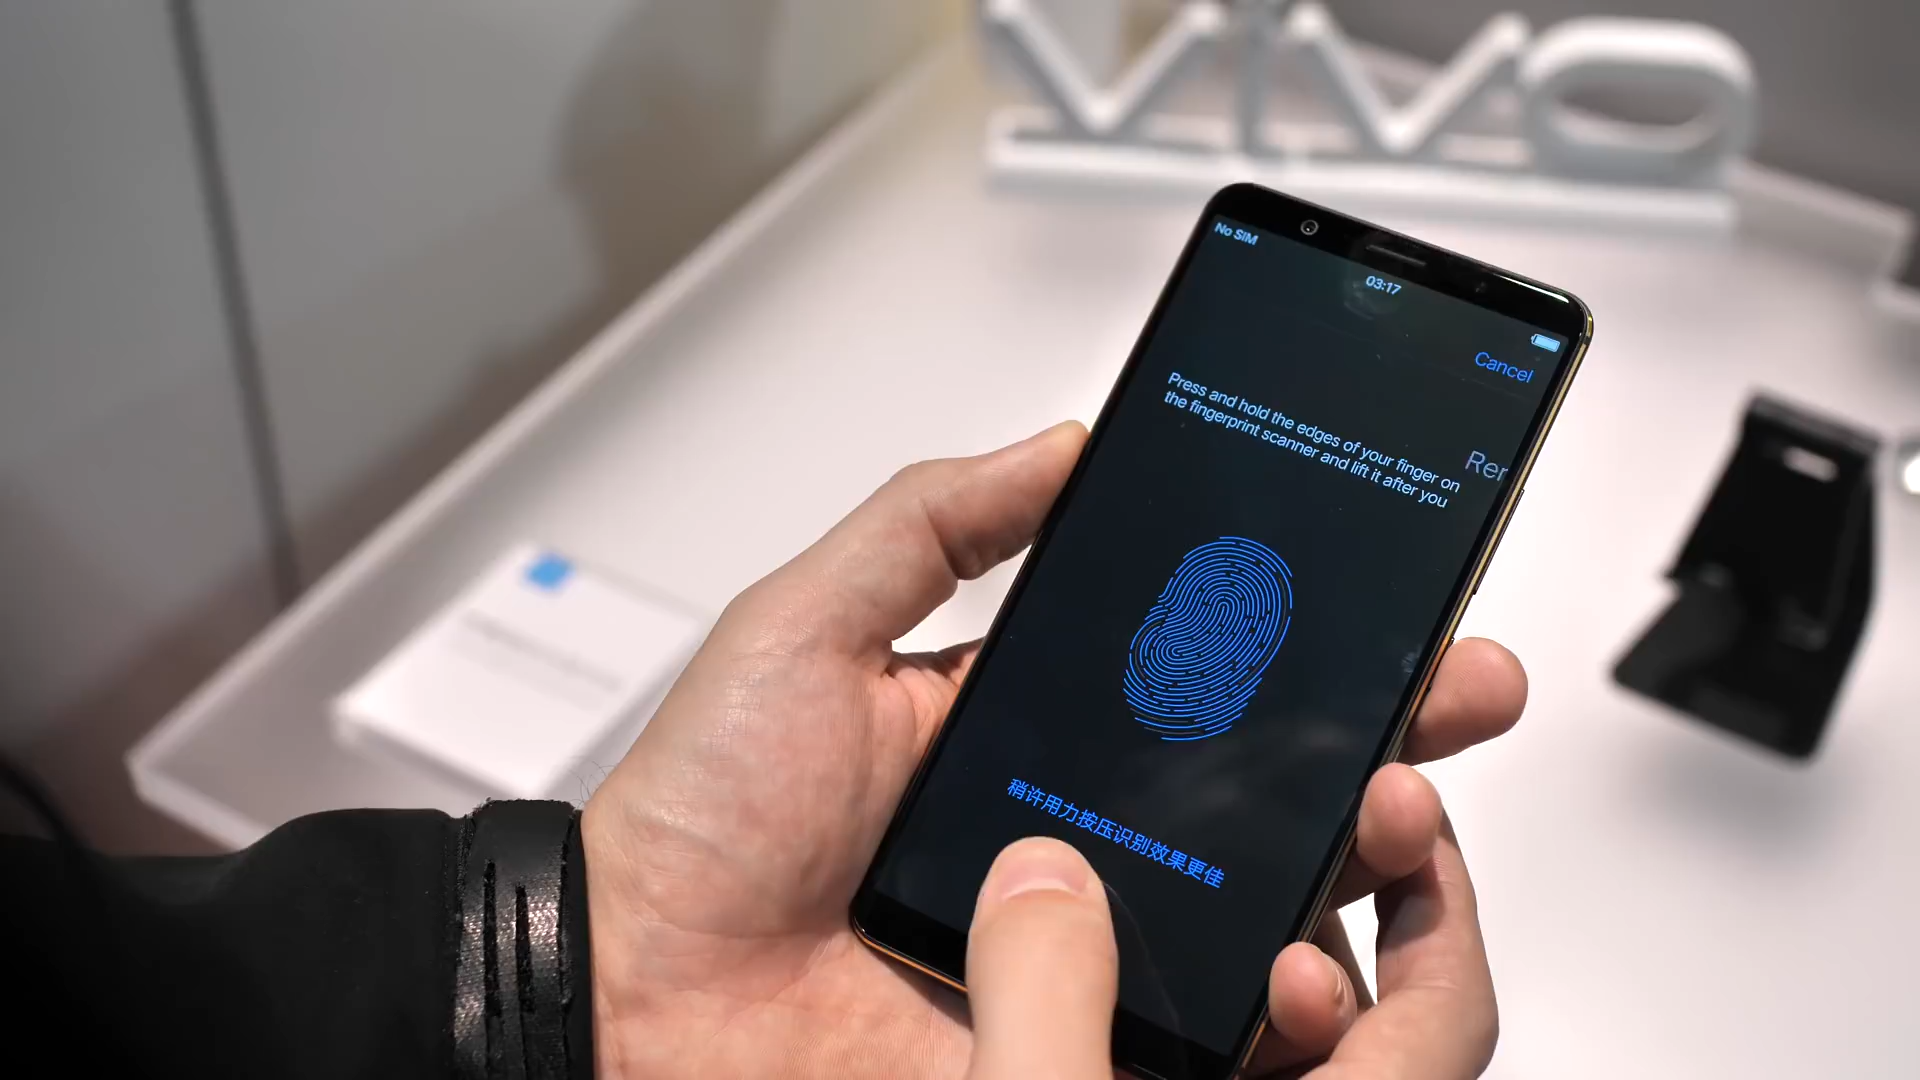 vivo
No SIM
03:17
Cancel
Press and hold the edges of your finger on
the fingerprint scanner and lift it after you
Rer
稍许用力按压识别效果更佳